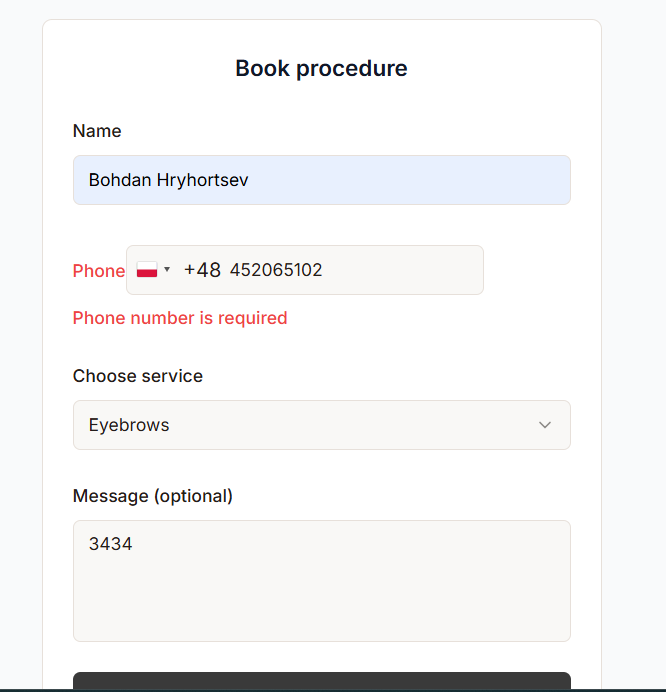 Book procedure
Name
Bohdan Hryhortsev
Phone +48 452065102
Phone number is required
Choose service
Eyebrows
Message (optional)
3434